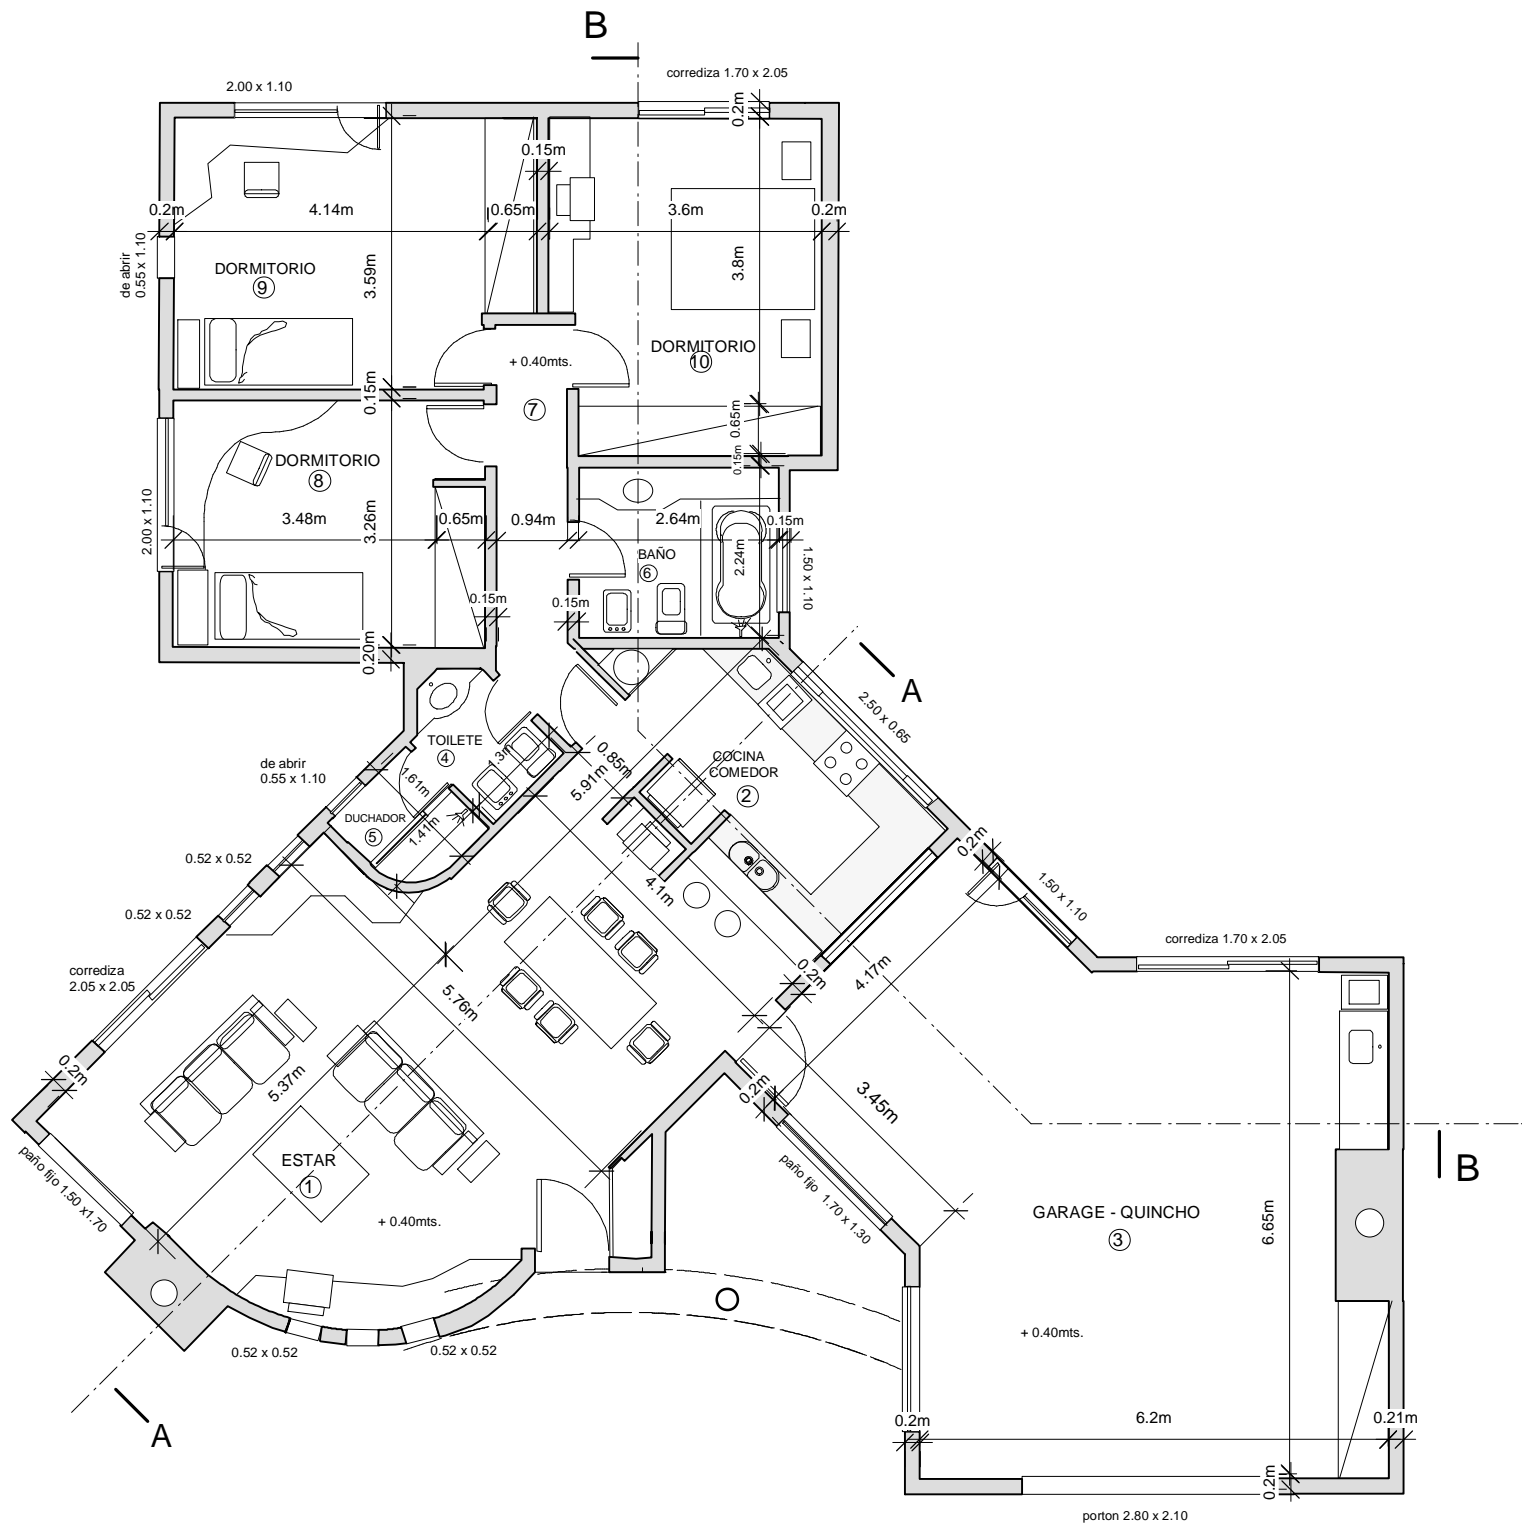 B
2.00 x 1.10
corrediza 1.70 x 2.05
0.2m
0.15m
0.2m
4.14m
0.65m
3.6m
0.2m
de abrir
0.55 x 1.10
DORMITORIO
9
3.59m
3.8m
DORMITORIO
10
+ 0.40mts.
0.15m
7
0.65m
0.15m
DORMITORIO
8
2.00 x 1.10
3.48m
3.26m
0.65m
0.94m
2.64m
0.15m
BAÑO
6
2.24m
1.50 x 1.10
0.15m
0.15m
0.20m
A
2.50 x 0.65
TOILETE
4
1.3m
de abrir
0.55 x 1.10
1.61m
0.85m
5.91m
COCINA
COMEDOR
2
DUCHADOR
5
1.41m
0.52 x 0.52
0.2m
4.1m
1.50 x 1.10
0.52 x 0.52
corrediza 1.70 x 2.05
corrediza
2.05 x 2.05
5.76m
0.2m
4.17m
0.2m
5.37m
0.2m
3.45m
paño fijo 1.50 x1.70
ESTAR
1
paño fijo 1.70 x 1.30
B
+ 0.40mts.
GARAGE - QUINCHO
3
6.65m
0.52 x 0.52
0.52 x 0.52
+ 0.40mts.
A
0.2m
6.2m
0.21m
0.2m
porton 2.80 x 2.10